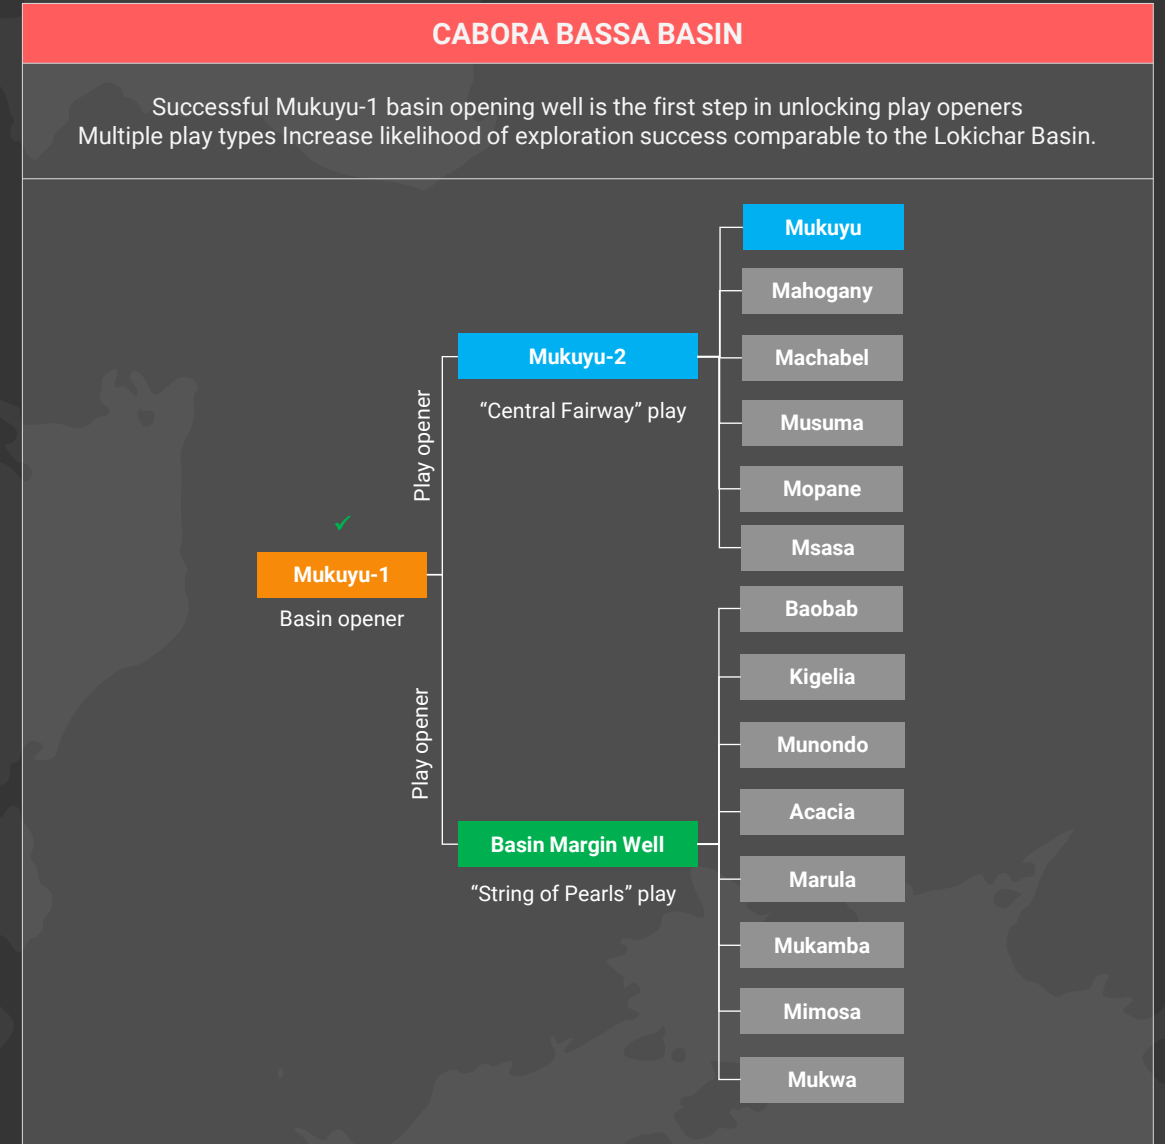 CABORA BASSA BASIN
Successful Mukuyu-1 basin opening well is the first step in unlocking play openers
Multiple play types Increase likelihood of exploration success comparable to the Lokichar Basin.
Mukuyu
Mahogany
Mukuyu-2
Machabel
“Central Fairway” play
Play opener
Musuma
Mopane
✓
Msasa
Mukuyu-1
Basin opener
Baobab
Kigelia
Play opener
Munondo
Acacia
Basin Margin Well
“String of Pearls” play
Marula
Mukamba
Mimosa
Mukwa